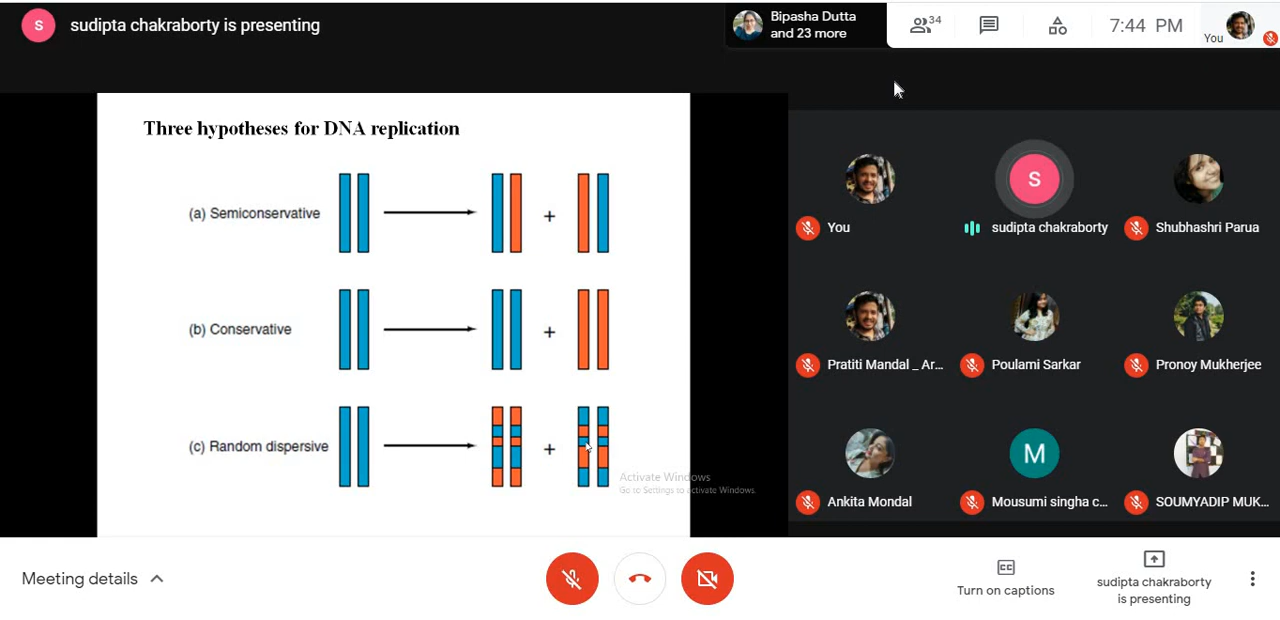 S
sudipta chakraborty is presenting
Bipasha Dutta
and 23 more
34
7:44 PM
You
Three hypotheses for DNA replication
(a) Semiconservative
+
(b) Conservative
+
(c) Random dispersive
+
Activate Windows
Go to Settings to activate Windows.
You
S
sudipta chakraborty
Shubhashri Parua
Pratiti Mandal _ Ar...
Poulami Sarkar
Pronoy Mukherjee
Ankita Mondal
M
Mousumi singha c...
SOUMYADIP MUK...
Meeting details
CC
Turn on captions
sudipta chakraborty
is presenting